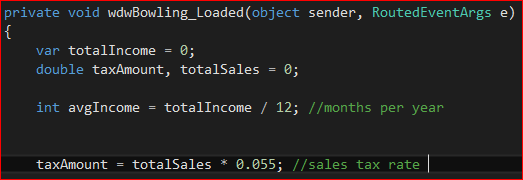 private void wdwBowling_Loaded(object sender, RoutedEventArgs e)
{
var totalIncome = 0;
double taxAmount, totalSales = 0;
int avgIncome = totalIncome / 12; //months per year
taxAmount = totalSales * 0.055; //sales tax rate